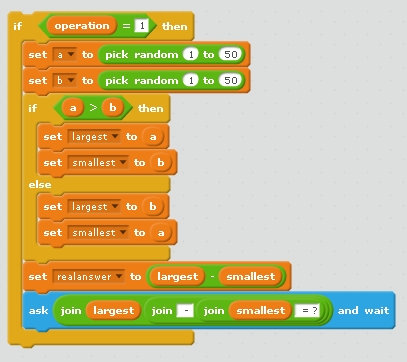 if operation = 1 then
set a to pick random 1 to 50
set b to pick random 1 to 50
if a > b then
set largest to a
set smallest to b
else
set largest to b
set smallest to a
set realanswer to largest - smallest
ask join largest join - join smallest = ? and wait